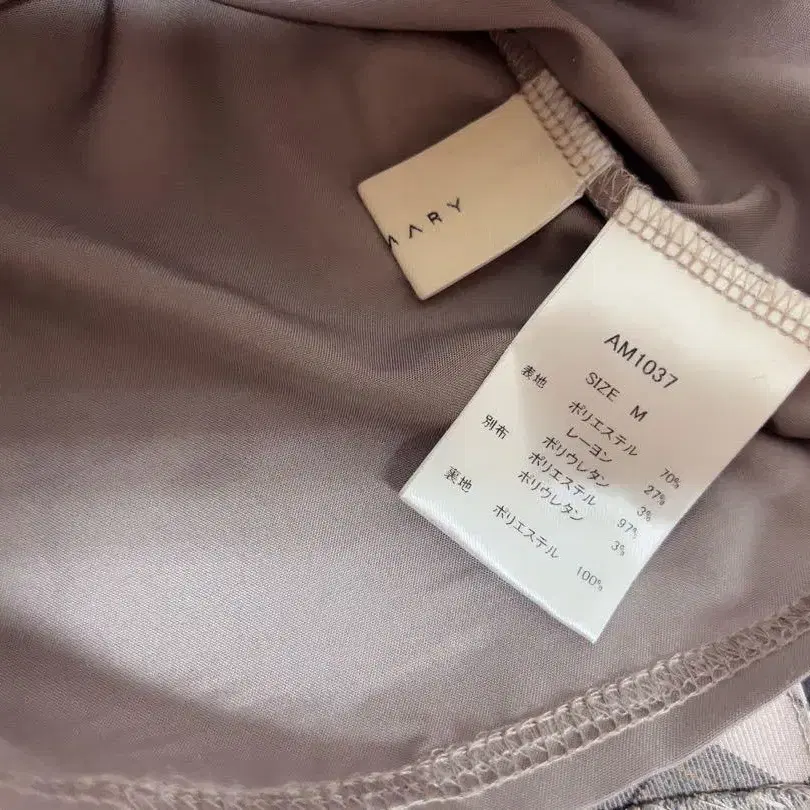 AARY
AM1037
SIZE M
表地 ポリエステル 70%
レーヨン 27%
ポリウレタン 3%
別布 ポリエステル 97%
ポリウレタン 3%
裏地 ポリエステル 100%